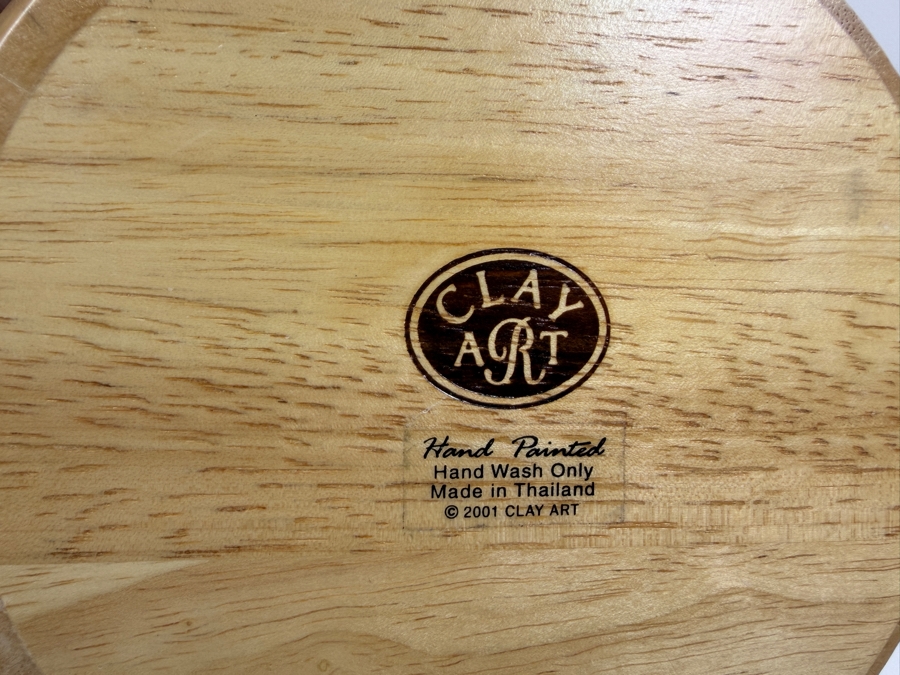 CLAY
ART
Hand Painted
Hand Wash Only
Made in Thailand
© 2001 CLAY ART